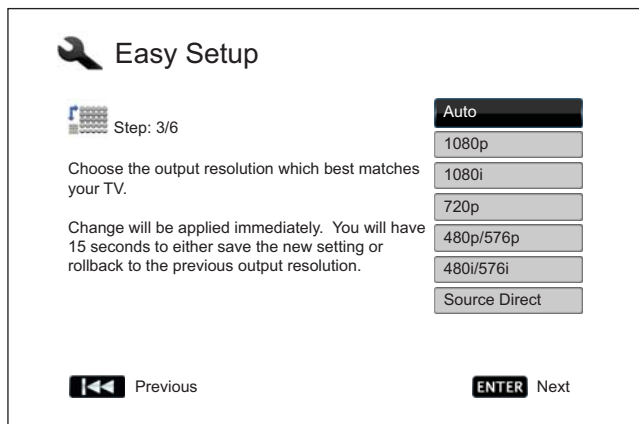 Easy Setup
Step: 3/6
Choose the output resolution which best matches
your TV.
Change will be applied immediately.  You will have
15 seconds to either save the new setting or
rollback to the previous output resolution.
Auto
1080p
1080i
720p
480p/576p
480i/576i
Source Direct
Previous
ENTER Next